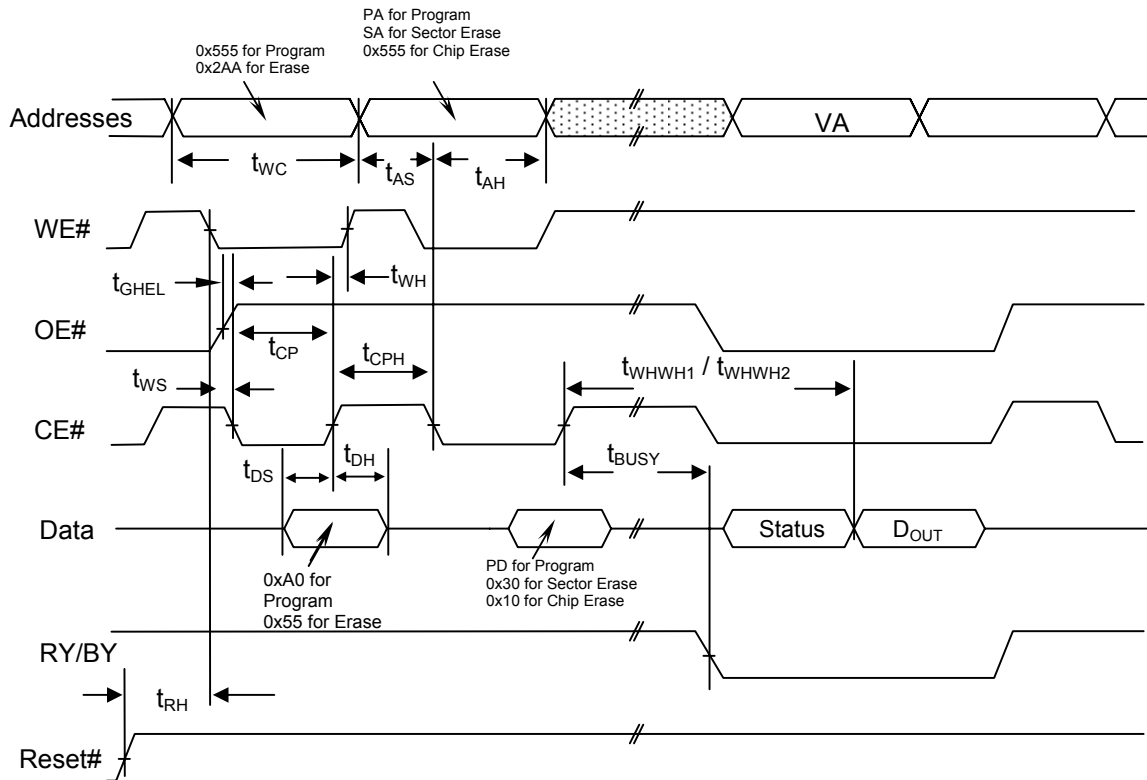 PA for Program
SA for Sector Erase
0x555 for Chip Erase
0x555 for Program
0x2AA for Erase
Addresses
VA
tWC
tAS
tAH
WE#
tGHEL
tWH
OE#
tCP
tCPH
tWHWH1 / tWHWH2
tWS
CE#
tDS
tDH
tBUSY
Data
Status
DOUT
0xA0 for
Program
0x55 for Erase
PD for Program
0x30 for Sector Erase
0x10 for Chip Erase
RY/BY
tRH
Reset#